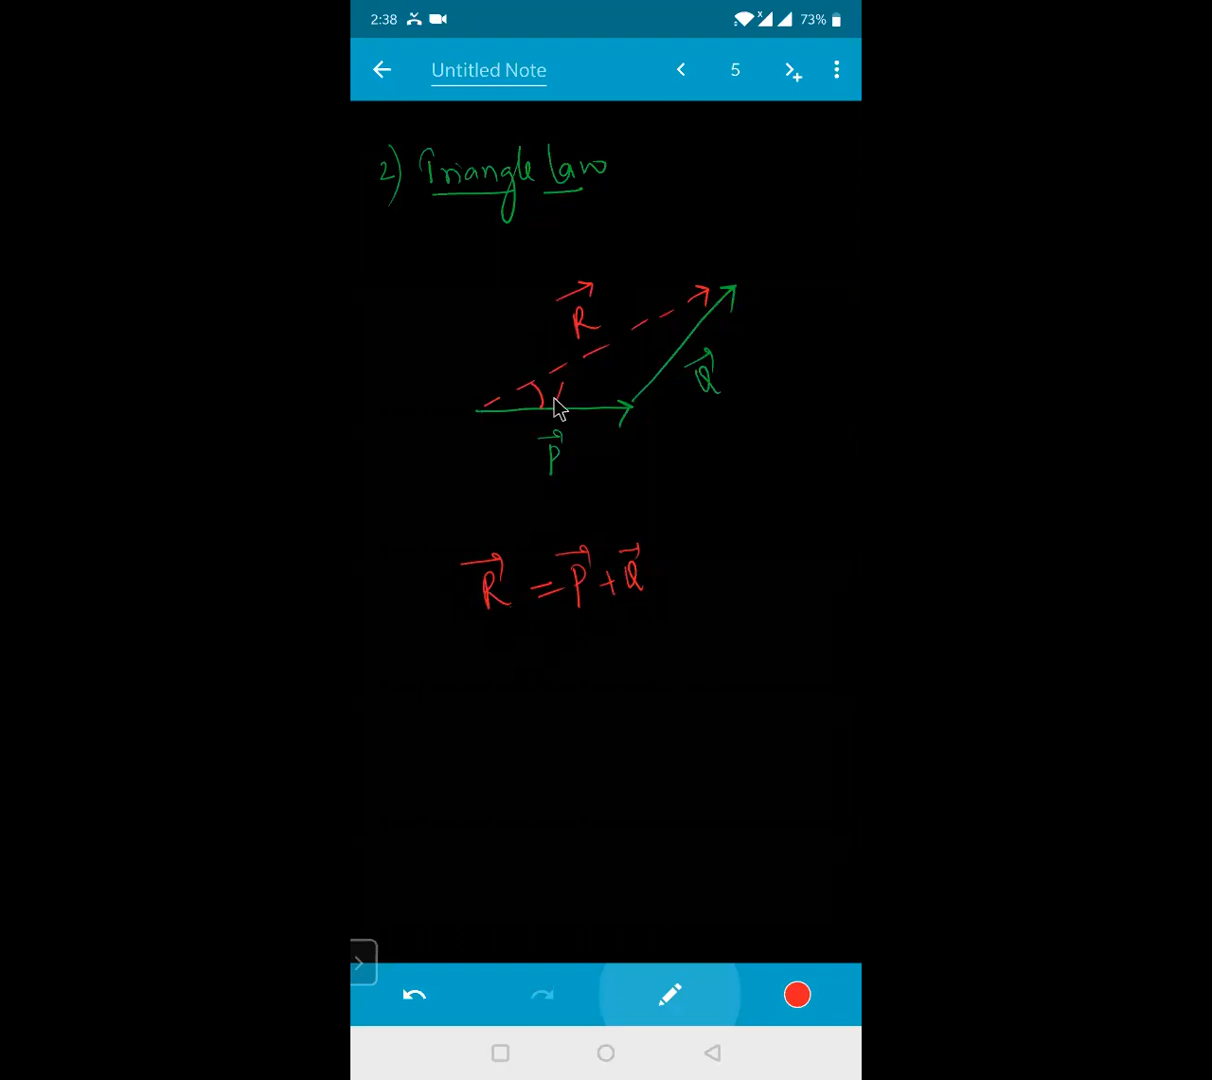 2:38 73%
Untitled Note 5
2) Triangle law
R
Q
P
R = P + Q